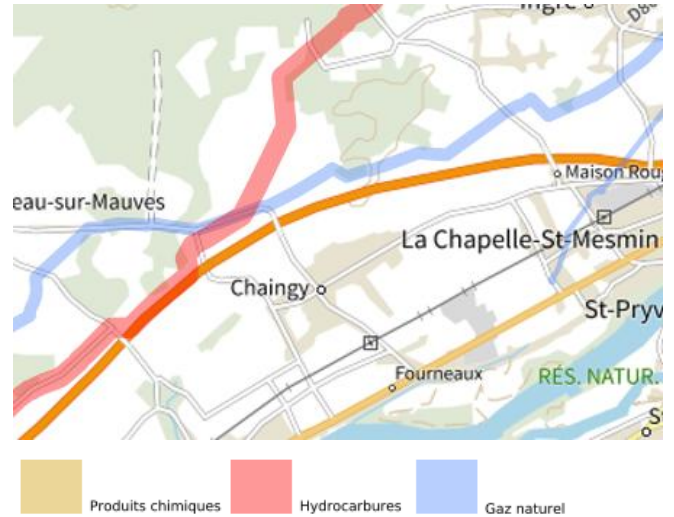 Ingré
eau-sur-Mauves
Maison Roug
La Chapelle-St-Mesmin
Chaingy
St-Pryv
Fourneaux
RÉS. NATUR.
S
Produits chimiques
Hydrocarbures
Gaz naturel